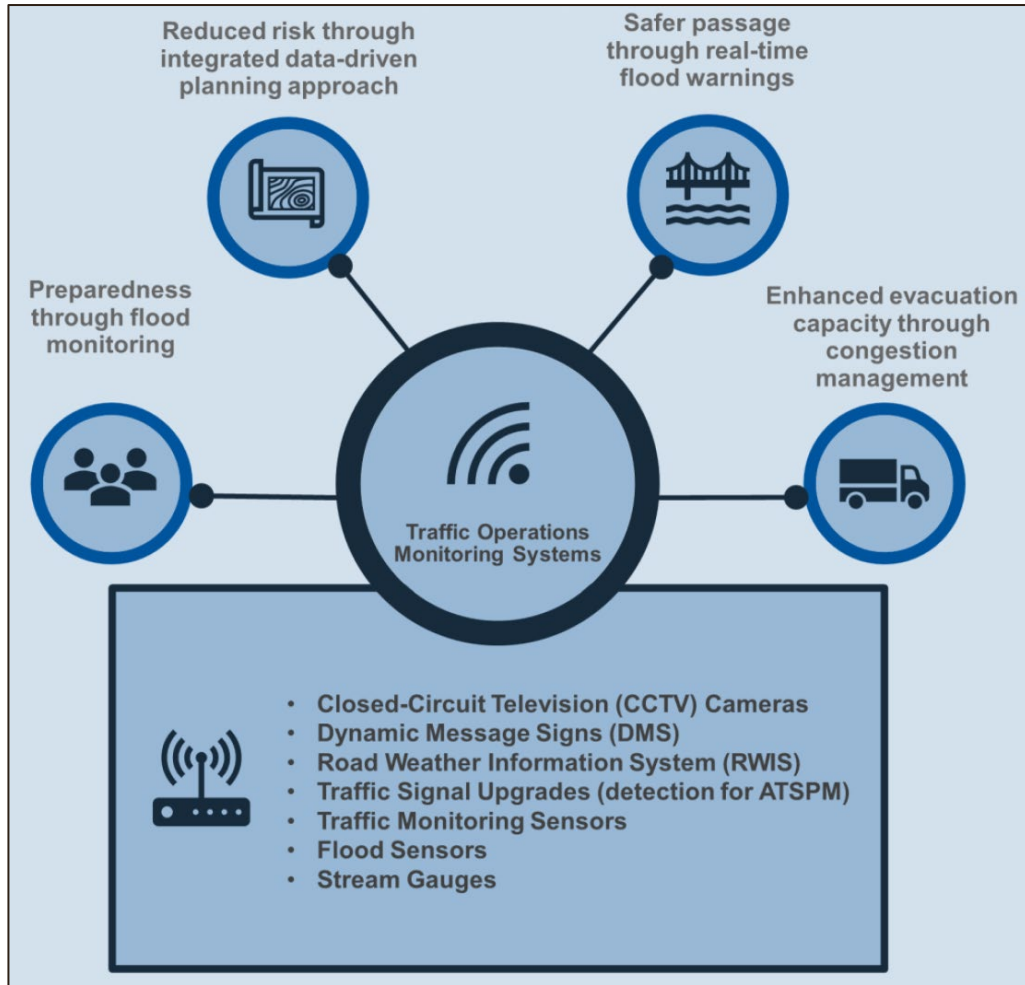 Reduced risk through
integrated data-driven
planning approach
Safer passage
through real-time
flood warnings
Preparedness
through flood
monitoring
Enhanced evacuation
capacity through
congestion
management
Traffic Operations
Monitoring Systems
• Closed-Circuit Television (CCTV) Cameras
• Dynamic Message Signs (DMS)
• Road Weather Information System (RWIS)
• Traffic Signal Upgrades (detection for ATSPM)
• Traffic Monitoring Sensors
• Flood Sensors
• Stream Gauges